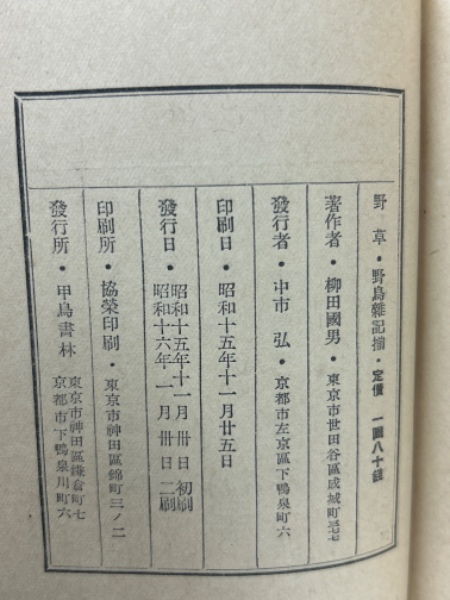 野草・野鳥雜記揃・定價 一圓八十錢
著作者・柳田國男・東京市世田谷區成城町三七七
發行者・中市弘・京都市左京區下鴨泉町六
印刷日・昭和十五年十一月廿五日
發行日・昭和十五年十一月卅日初刷
昭和十六年一月卅日二刷
印刷所・協榮印刷・東京市神田區錦町三ノ二
發行所・甲鳥書林 東京市神田區鎌倉町七
京都市下鴨泉川町六